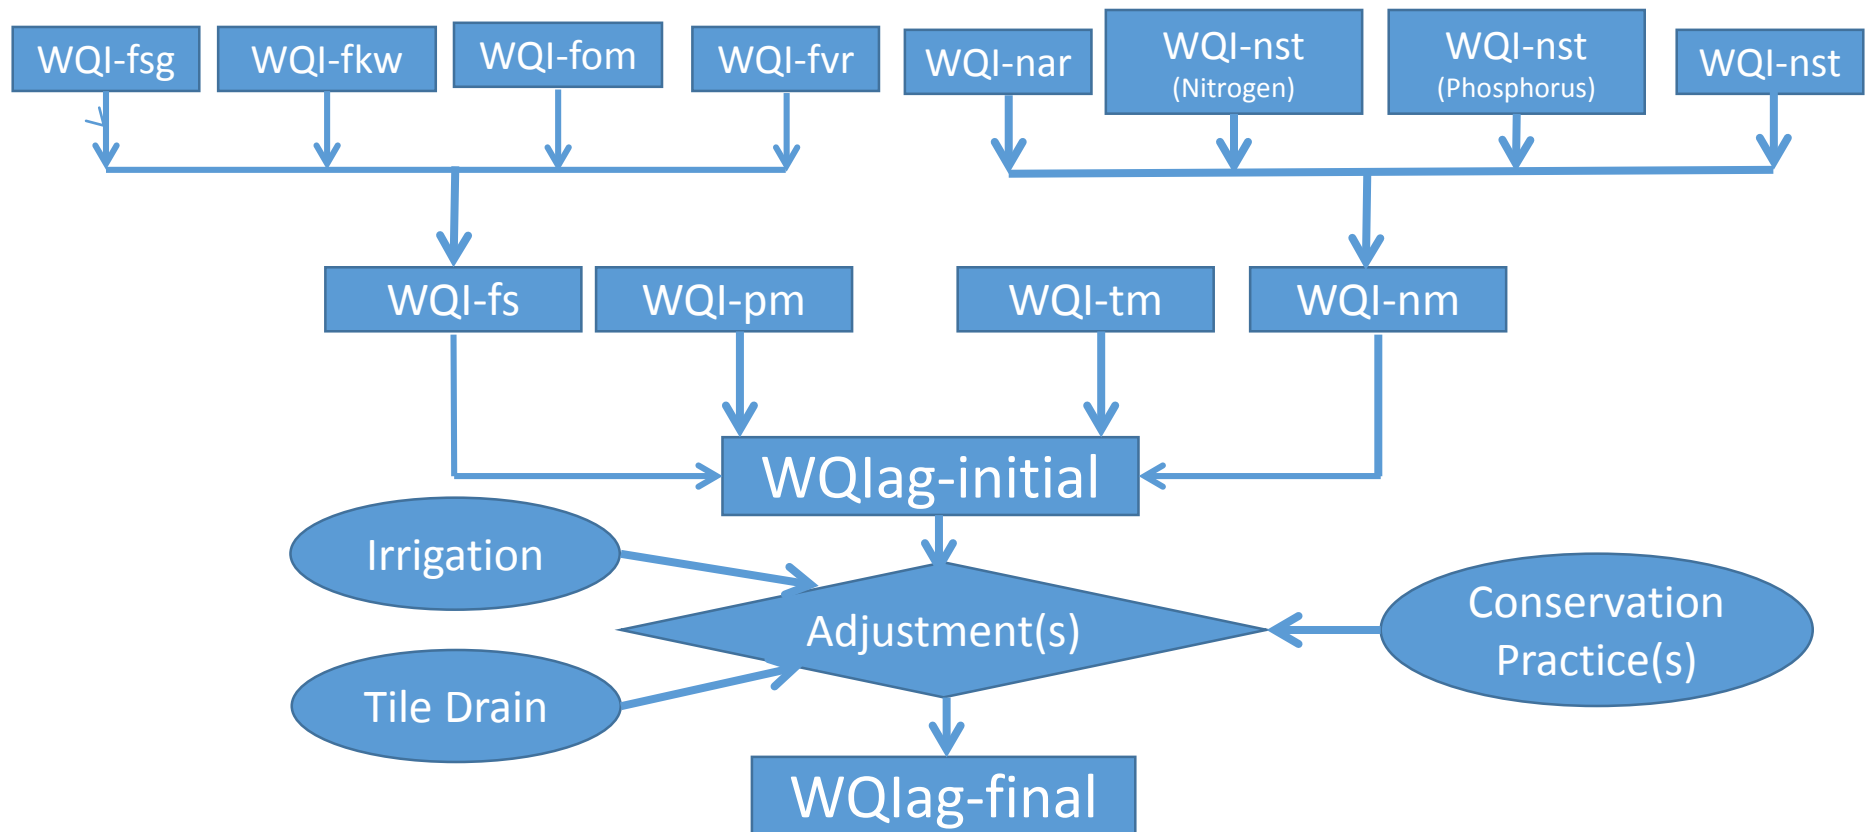 WQI-fsg
WQI-fkw
WQI-fom
WQI-fvr
WQI-nar
WQI-nst
(Nitrogen)
WQI-nst
(Phosphorus)
WQI-nst
WQI-fs
WQI-pm
WQI-tm
WQI-nm
WQIag-initial
Irrigation
Adjustment(s)
Conservation
Practice(s)
Tile Drain
WQIag-final